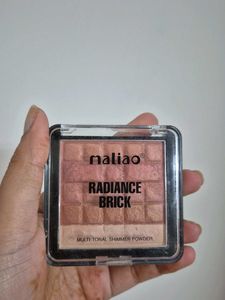 maliao
RADIANCE
BRICK
MULTI TONAL SHIMMER POWDER